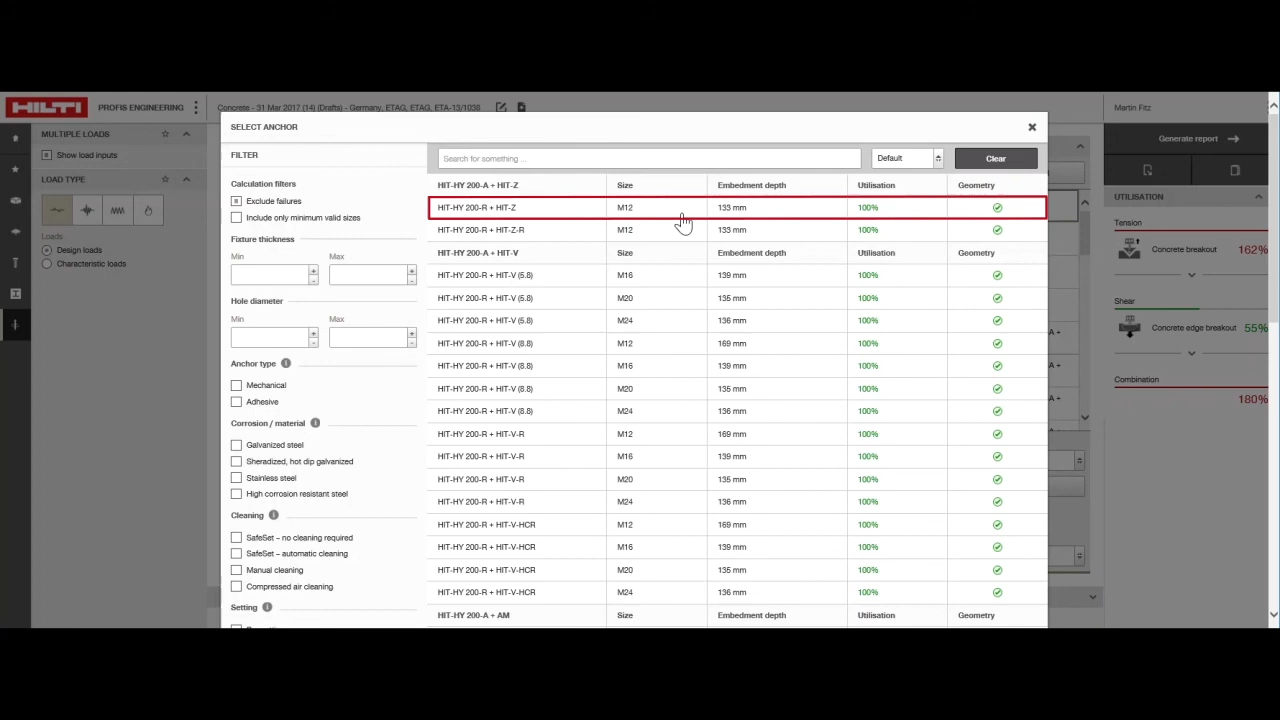 HILTI PROFIS ENGINEERING
Concrete - 31 Mar 2017 (14) (Drafts) - Germany, ETAG, ETAG, ETA-13/1038
Martin Fitz
MULTIPLE LOADS
Show load inputs
LOAD TYPE
Loads
Design loads
Characteristic loads
SELECT ANCHOR
FILTER
Calculation filters
Exclude failures
Include only minimum valid sizes
Fixture thickness
Min Max
Hole diameter
Min Max
Anchor type
Mechanical
Adhesive
Corrosion / material
Galvanized steel
Sheradized, hot dip galvanized
Stainless steel
High corrosion resistant steel
Cleaning
SafeSet – no cleaning required
SafeSet – automatic cleaning
Manual cleaning
Compressed air cleaning
Setting
Search for something ... Default Clear
HIT-HY 200-A + HIT-Z Size Embedment depth Utilisation Geometry
HIT-HY 200-R + HIT-Z M12 133 mm 100%
HIT-HY 200-R + HIT-Z-R M12 133 mm 100%
HIT-HY 200-A + HIT-V Size Embedment depth Utilisation Geometry
HIT-HY 200-R + HIT-V (5.8) M16 139 mm 100%
HIT-HY 200-R + HIT-V (5.8) M20 135 mm 100%
HIT-HY 200-R + HIT-V (5.8) M24 136 mm 100%
HIT-HY 200-R + HIT-V (8.8) M12 169 mm 100%
HIT-HY 200-R + HIT-V (8.8) M16 139 mm 100%
HIT-HY 200-R + HIT-V (8.8) M20 135 mm 100%
HIT-HY 200-R + HIT-V (8.8) M24 136 mm 100%
HIT-HY 200-R + HIT-V-R M12 169 mm 100%
HIT-HY 200-R + HIT-V-R M16 139 mm 100%
HIT-HY 200-R + HIT-V-R M20 135 mm 100%
HIT-HY 200-R + HIT-V-R M24 136 mm 100%
HIT-HY 200-R + HIT-V-HCR M12 169 mm 100%
HIT-HY 200-R + HIT-V-HCR M16 139 mm 100%
HIT-HY 200-R + HIT-V-HCR M20 135 mm 100%
HIT-HY 200-R + HIT-V-HCR M24 136 mm 100%
HIT-HY 200-A + AM Size Embedment depth Utilisation Geometry
A +
A +
A +
Generate report
UTILISATION
Tension
Concrete breakout 162%
Shear
Concrete edge breakout 55%
Combination
180%